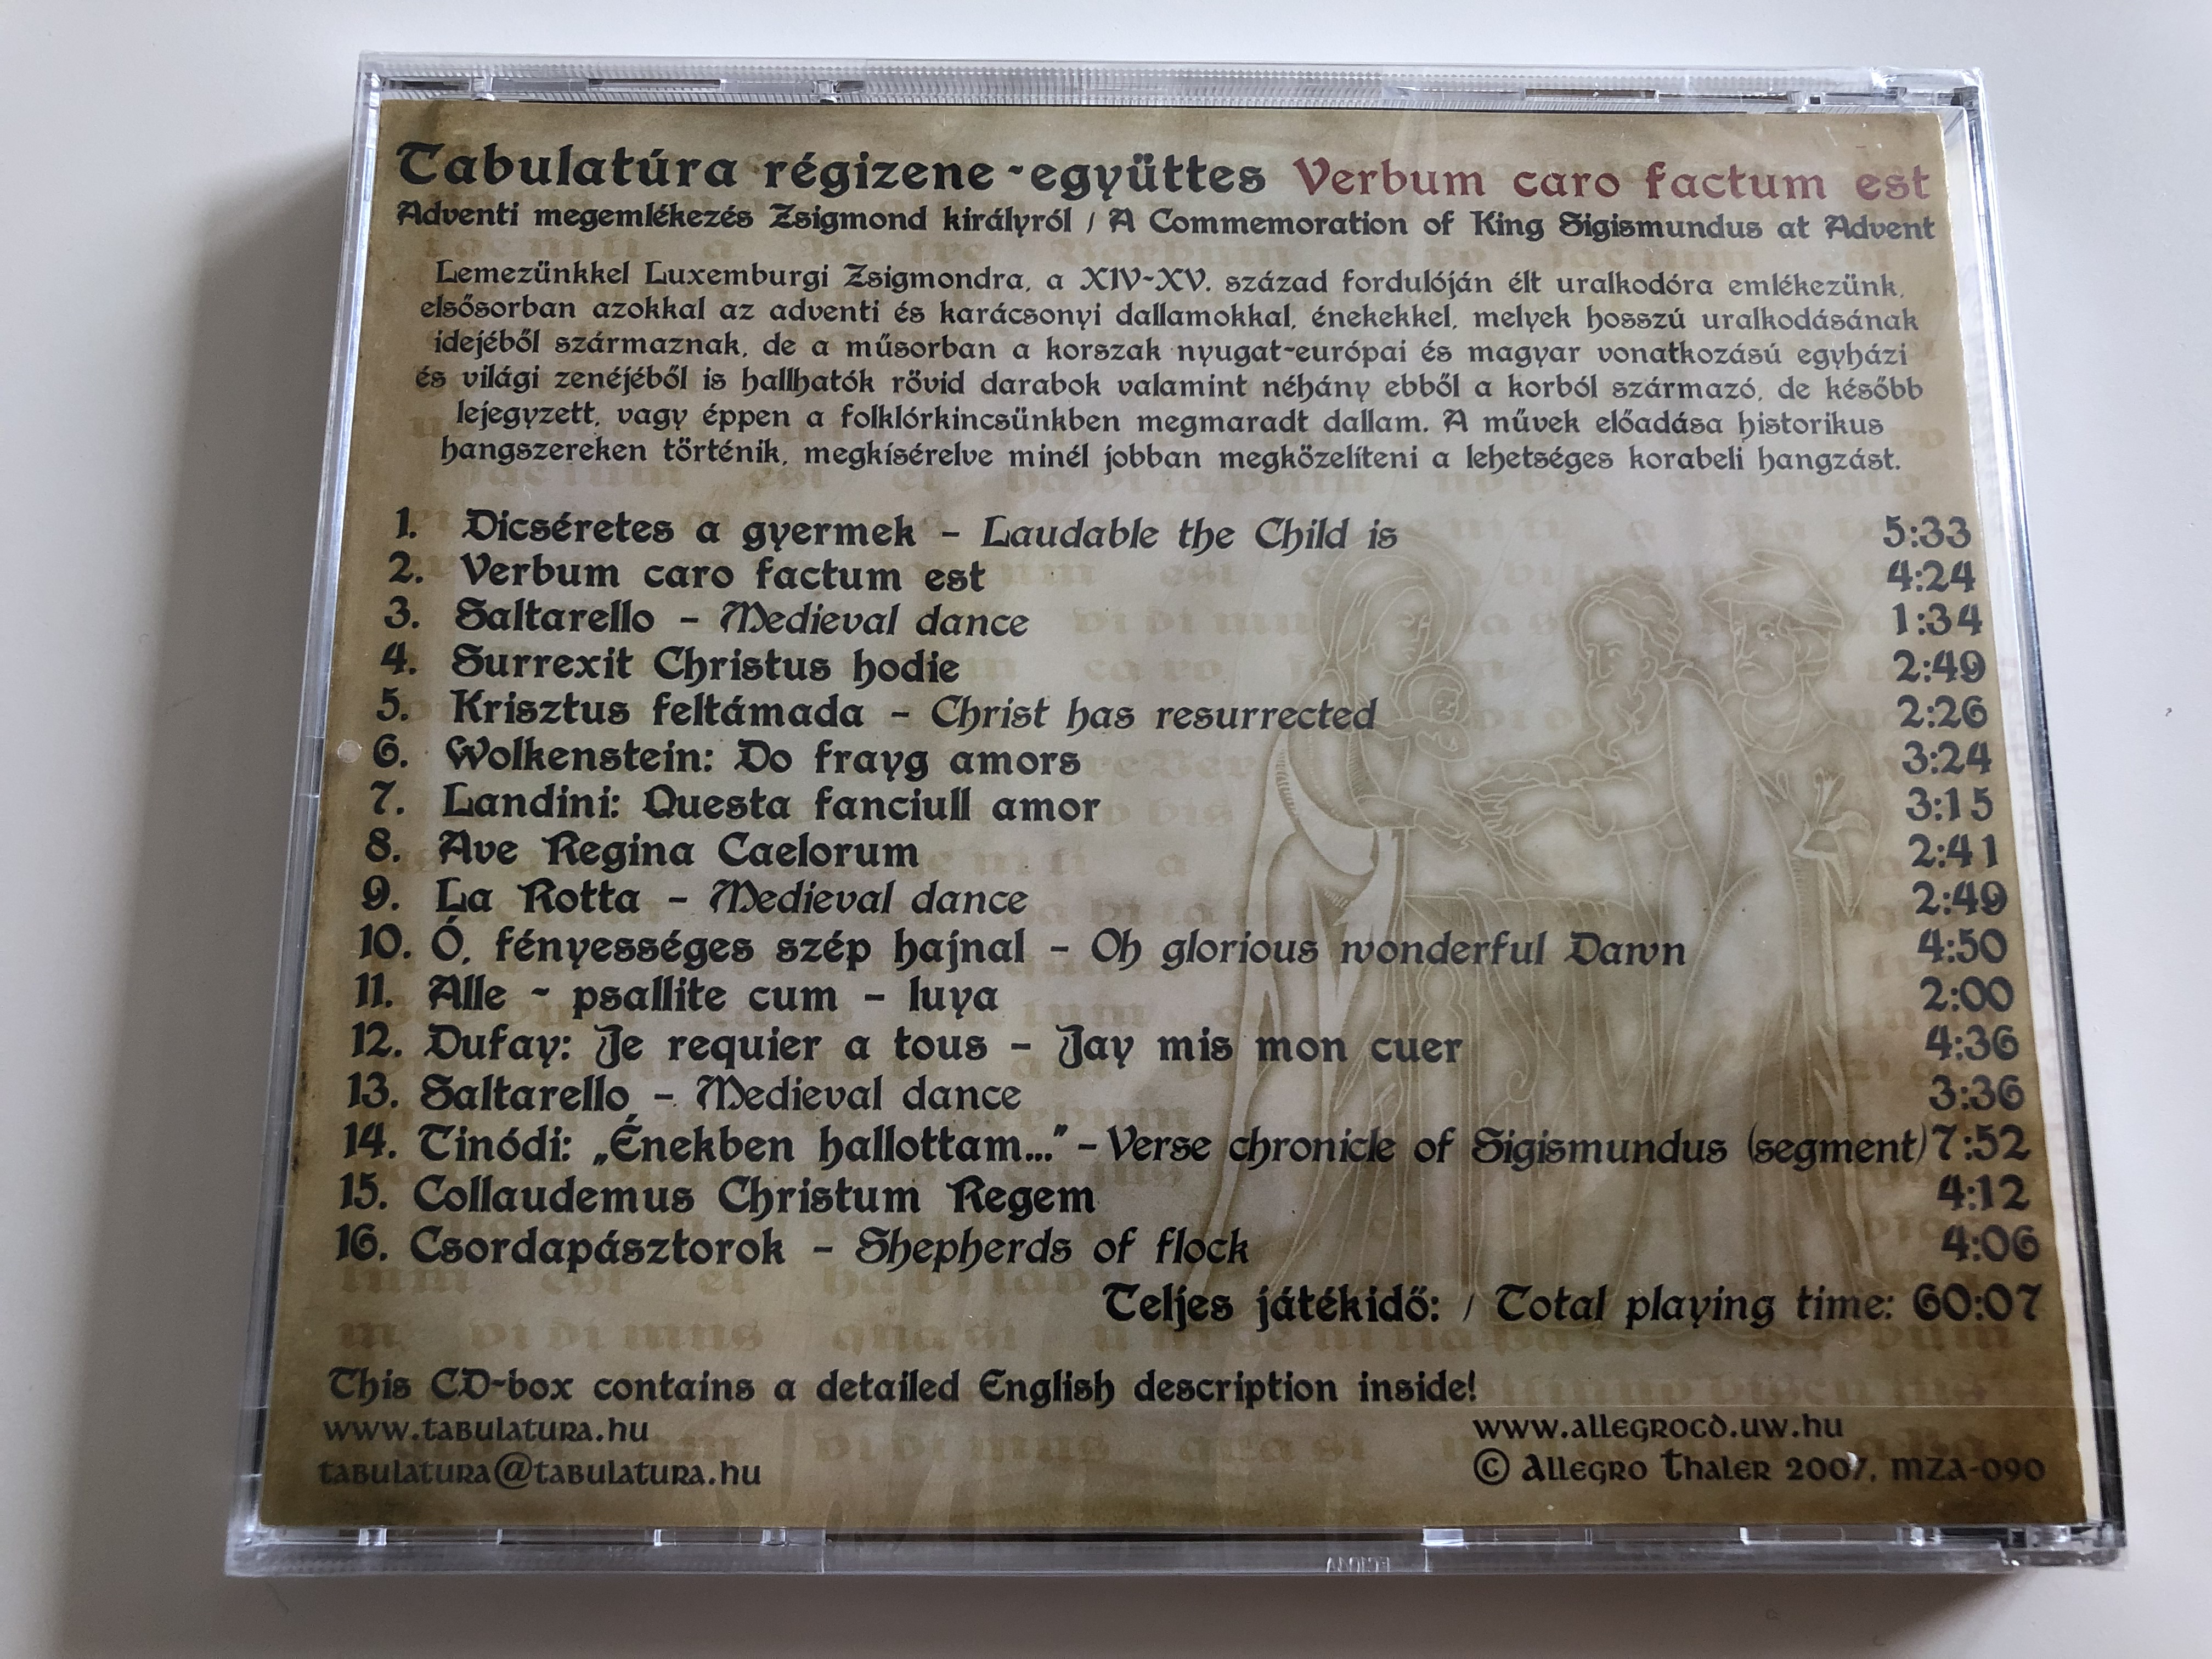 Tabulatúra régizene-együttes Verbum caro factum est
Adventi megemlékezés Zsigmond királyról / A Commemoration of King Sigismundus at Advent
Lemezünkkel Luxemburgi Zsigmondra, a XIV-XV. század fordulóján élt uralkodóra emlékezünk,
elsősorban azokkal az adventi és karácsonyi dallamokkal, énekekkel, melyek hosszú uralkodásának
idejéből származnak, de a műsorban a korszak nyugat-európai és magyar vonatkozású egyházi
és világi zenéjéből is hallhatók rövid darabok valamint néhány ebből a korból származó, de később
lejegyzett, vagy éppen a folklórkincsünkben megmaradt dallam. A művek előadása historikus
hangszereken történik, megkísérelve minél jobban megközelíteni a lehetséges korabeli hangzást.
1. Dicséretes a gyermek – Laudable the Child is 5:33
2. Verbum caro factum est 4:24
3. Saltarello – Medieval dance 1:34
4. Surrexit Christus hodie 2:49
5. Krisztus feltámada – Christ has resurrected 2:26
6. Wolkenstein: Do frayg amors 3:24
7. Landini: Questa fanciull amor 3:15
8. Ave Regina Caelorum 2:41
9. La Rotta – Medieval dance 2:49
10. Ó, fényességes szép hajnal – Oh glorious wonderful Dawn 4:50
11. Alle - psallite cum – luya 2:00
12. Dufay: Je requier a tous – Jay mis mon cuer 4:36
13. Saltarello – Medieval dance 3:36
14. Tinódi: „Énekben hallottam..." – Verse chronicle of Sigismundus (segment) 7:52
15. Collaudemus Christum Regem 4:12
16. Csordapásztorok – Shepherds of flock 4:06
Teljes játékidő: / Total playing time: 60:07
This CD-box contains a detailed English description inside!
www.tabulatura.hu
www.allegrocd.uw.hu
tabulatura@tabulatura.hu
© Allegro Thaler 2007. MZA-090